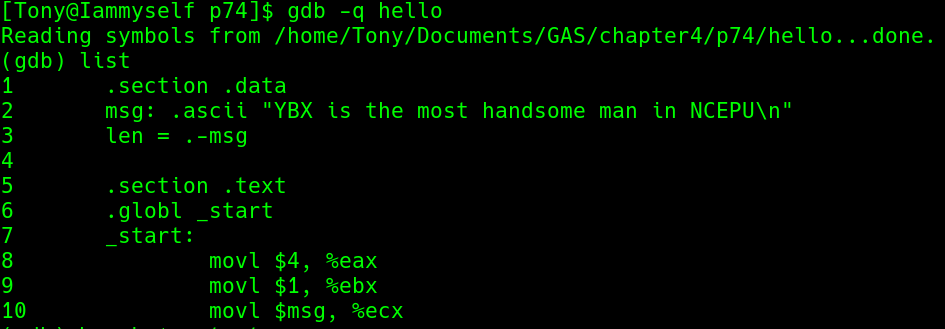 [Tony@Iammyself p74]$ gdb -q hello
Reading symbols from /home/Tony/Documents/GAS/chapter4/p74/hello...done.
(gdb) list
1       .section .data
2       msg: .ascii "YBX is the most handsome man in NCEPU\n"
3       len = .-msg
4
5       .section .text
6       .globl _start
7       _start:
8               movl $4, %eax
9               movl $1, %ebx
10              movl $msg, %ecx